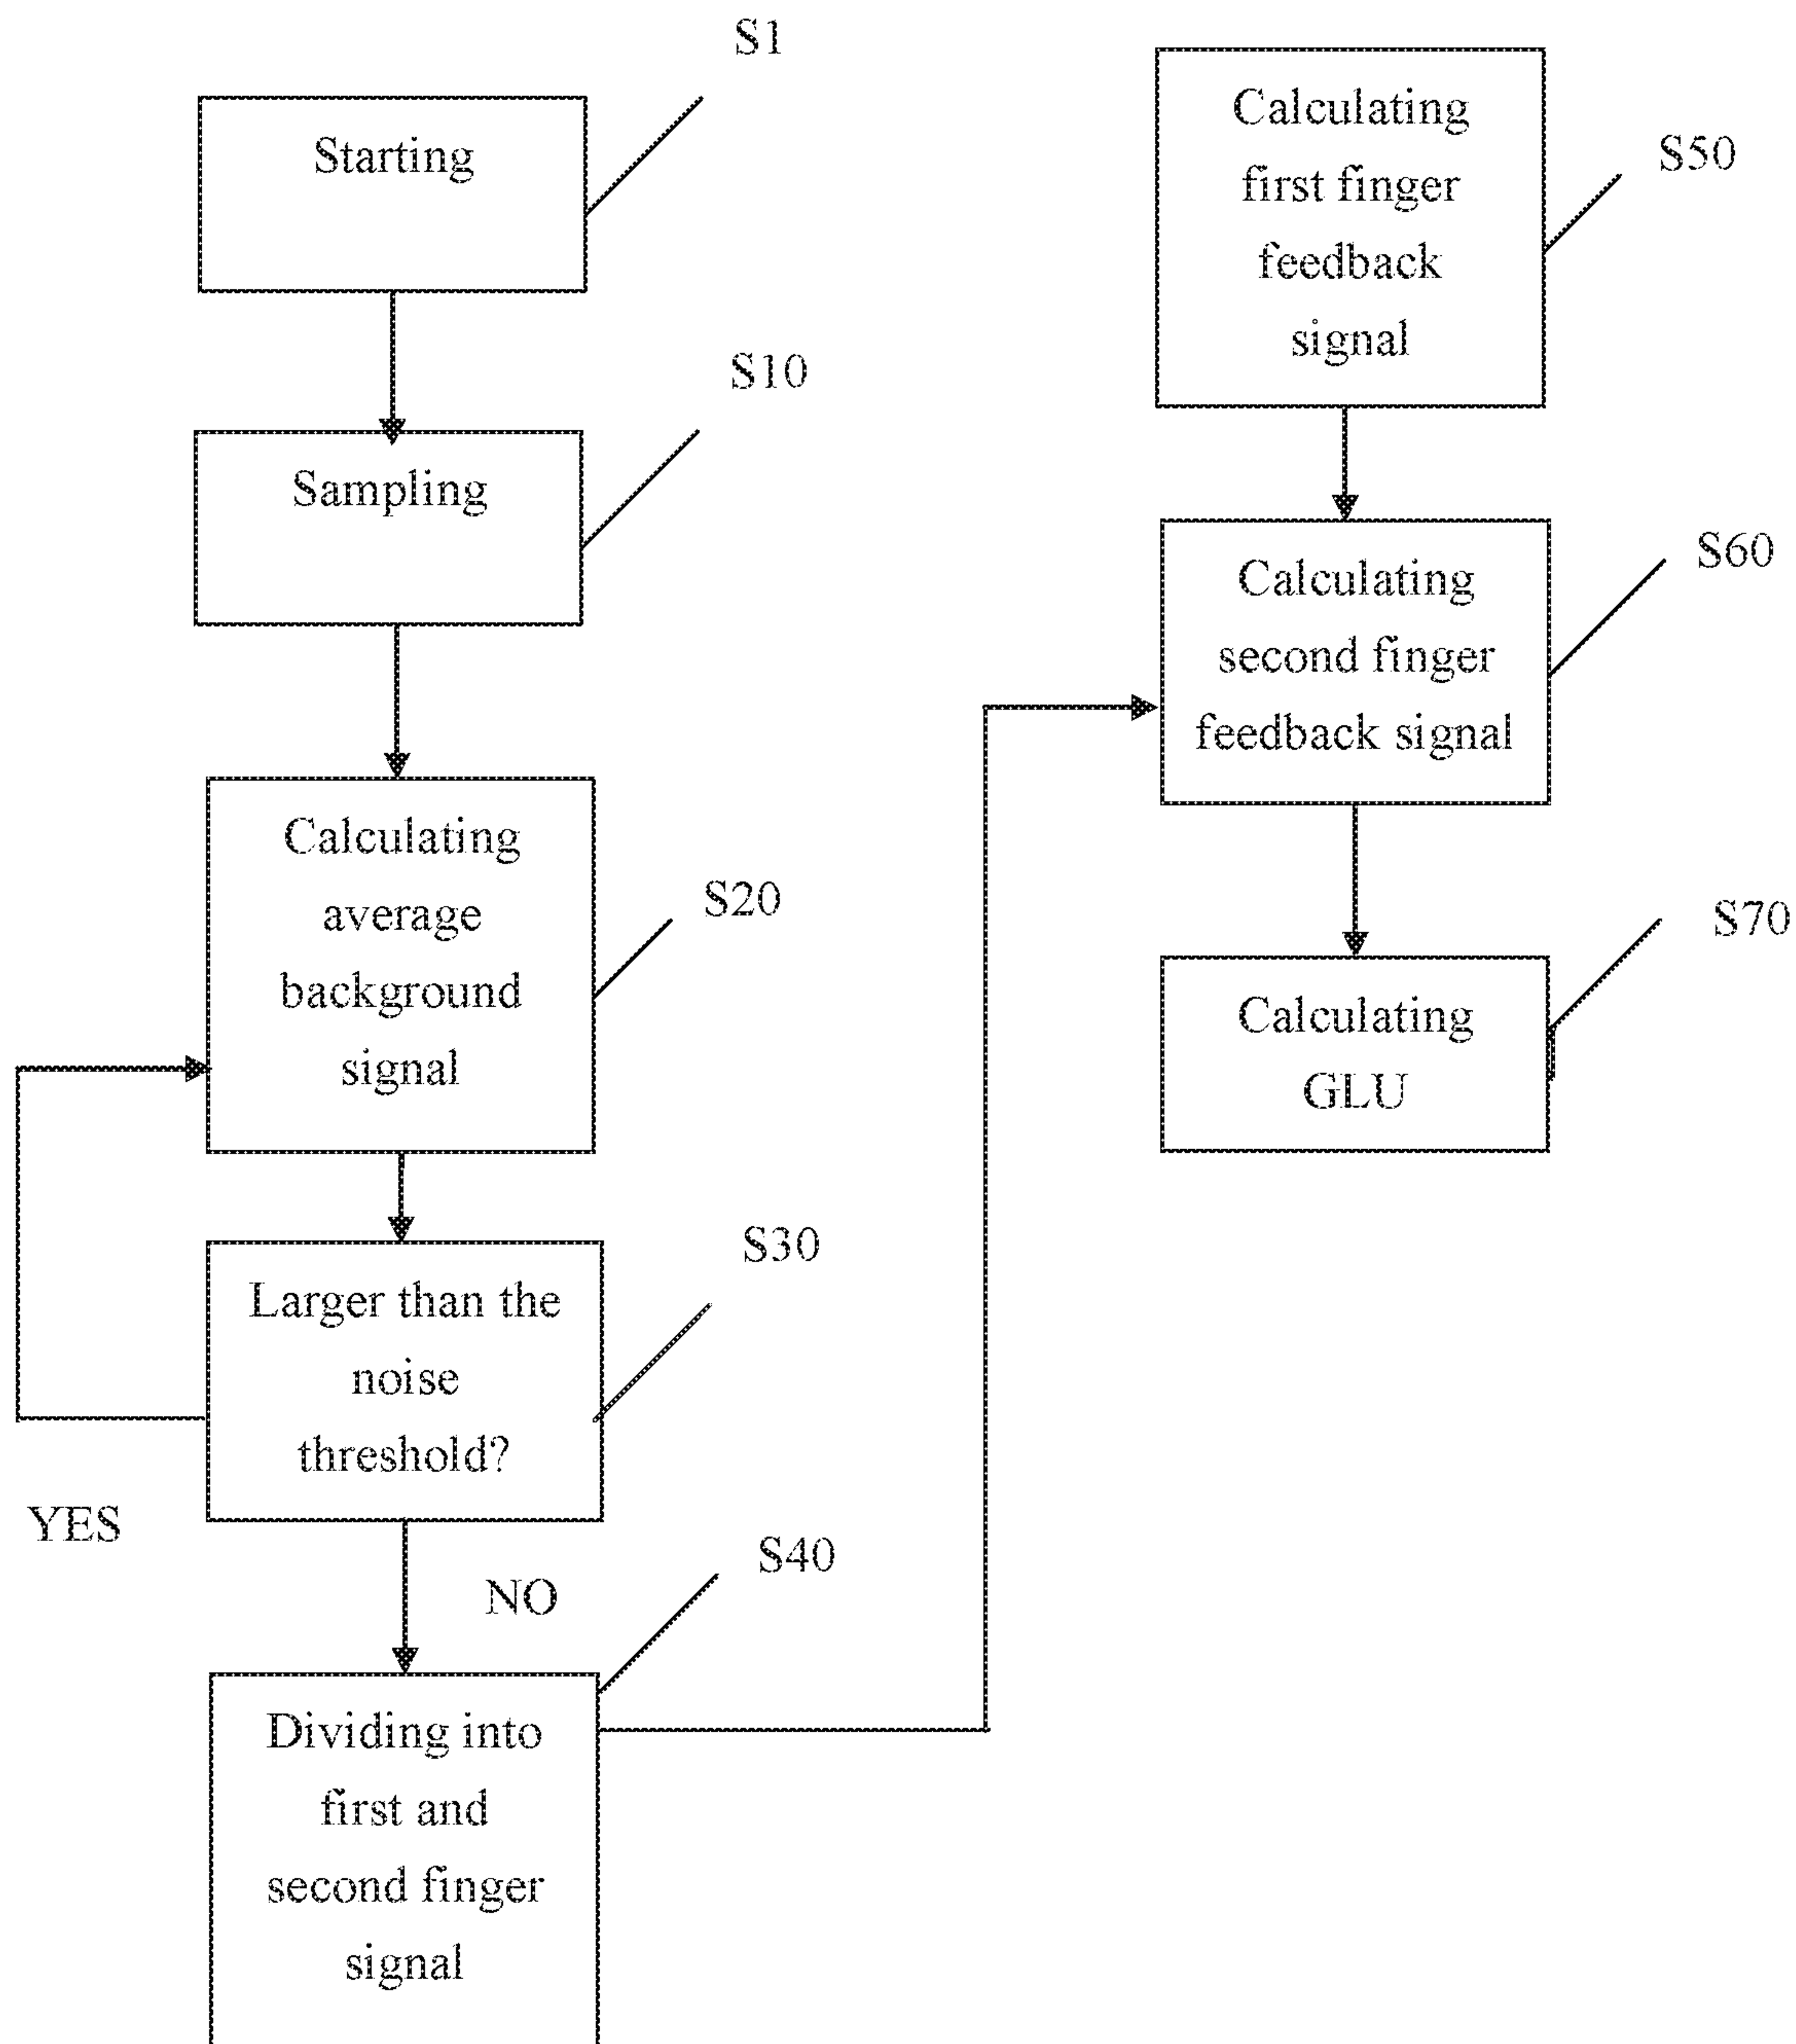 S1
Starting
S10
Sampling
S20
Calculating
average
background
signal
S30
Larger than the
noise
threshold?
YES
NO
S40
Dividing into
first and
second finger
signal
S50
Calculating
first finger
feedback
signal
S60
Calculating
second finger
feedback signal
S70
Calculating
GLU